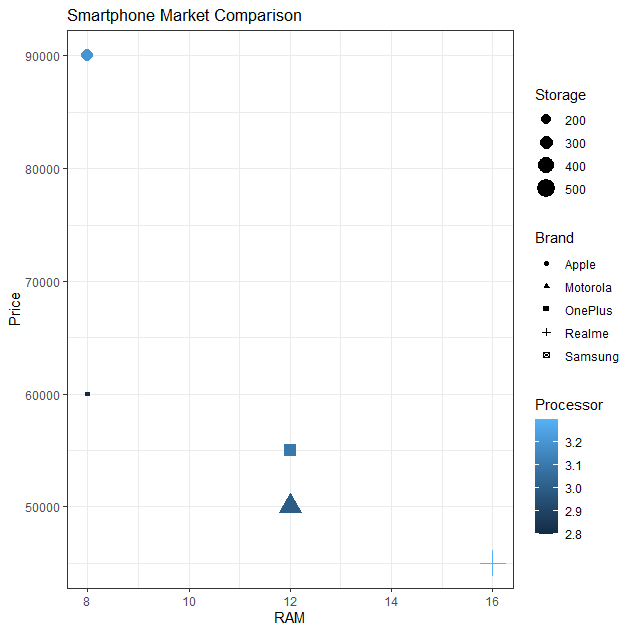 Smartphone Market Comparison
Price
90000
80000
70000
60000
50000
8
10
12
14
16
RAM
Storage
200
300
400
500
Brand
Apple
Motorola
OnePlus
Realme
Samsung
Processor
3.2
3.1
3.0
2.9
2.8